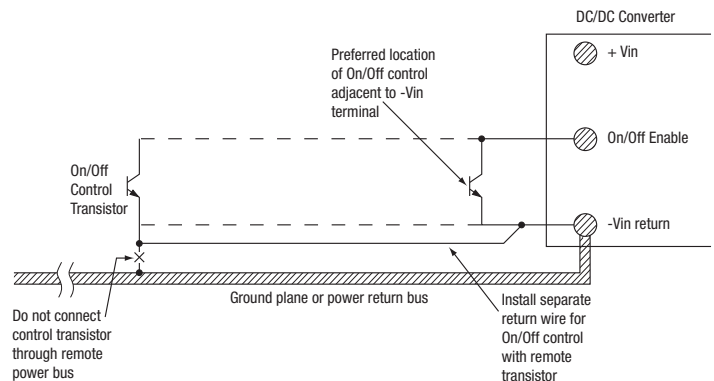 DC/DC Converter
+ Vin
Preferred location
of On/Off control
adjacent to -Vin
terminal
On/Off Enable
On/Off
Control
Transistor
-Vin return
Ground plane or power return bus
Do not connect
control transistor
through remote
power bus
Install separate
return wire for
On/Off control
with remote
transistor